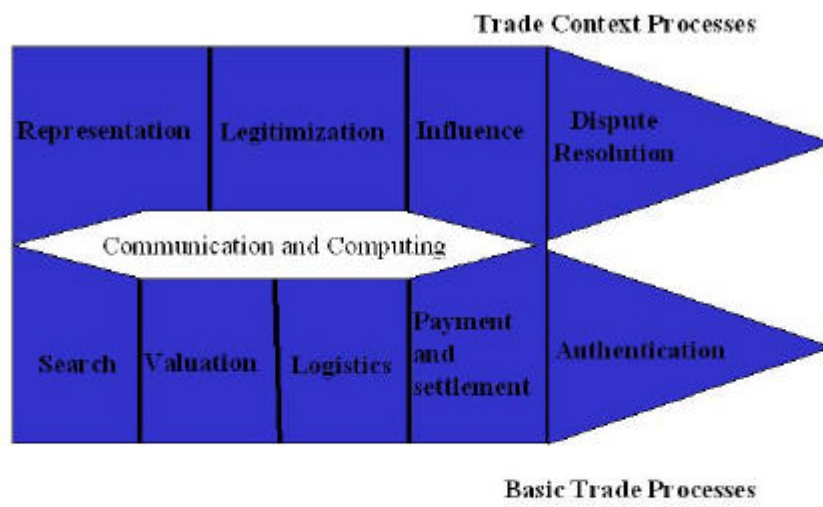 Trade Context Processes
Representation
Legitimization
Influence
Dispute
Resolution
Communication and Computing
Search
Valuation
Logistics
Payment
and
settlement
Authentication
Basic Trade Processes